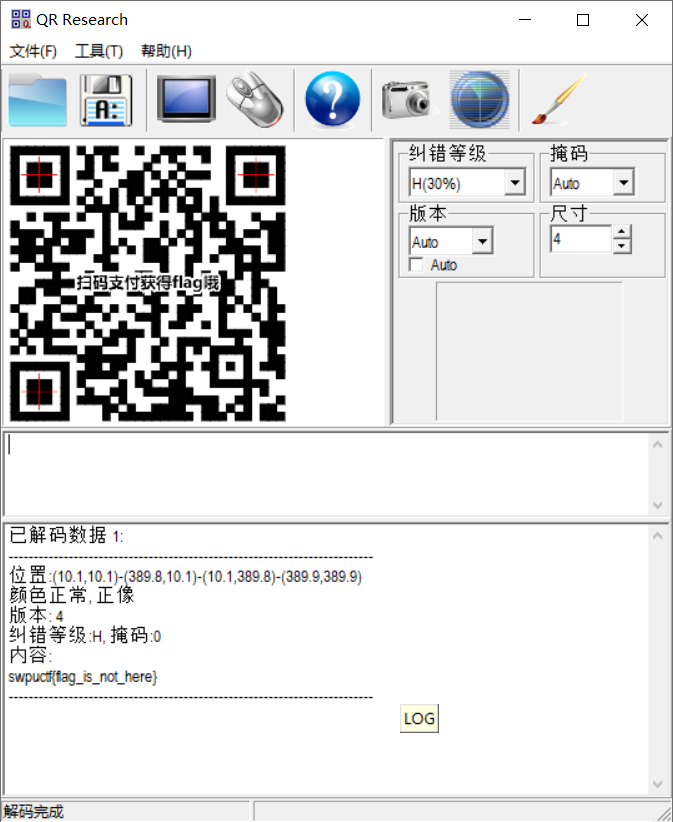 QR Research
文件(F) 工具(T) 帮助(H)
A:
?
纠错等级
掩码
H(30%)
Auto
版本
尺寸
Auto
4
Auto
扫码支付获得flag哦
已解码数据 1:
-------------------------------------------------------------------------
位置:(10.1,10.1)-(389.8,10.1)-(10.1,389.8)-(389.9,389.9)
颜色正常, 正像
版本: 4
纠错等级:H, 掩码:0
内容:
swpuctf{flag_is_not_here}
-------------------------------------------------------------------------
LOG
解码完成